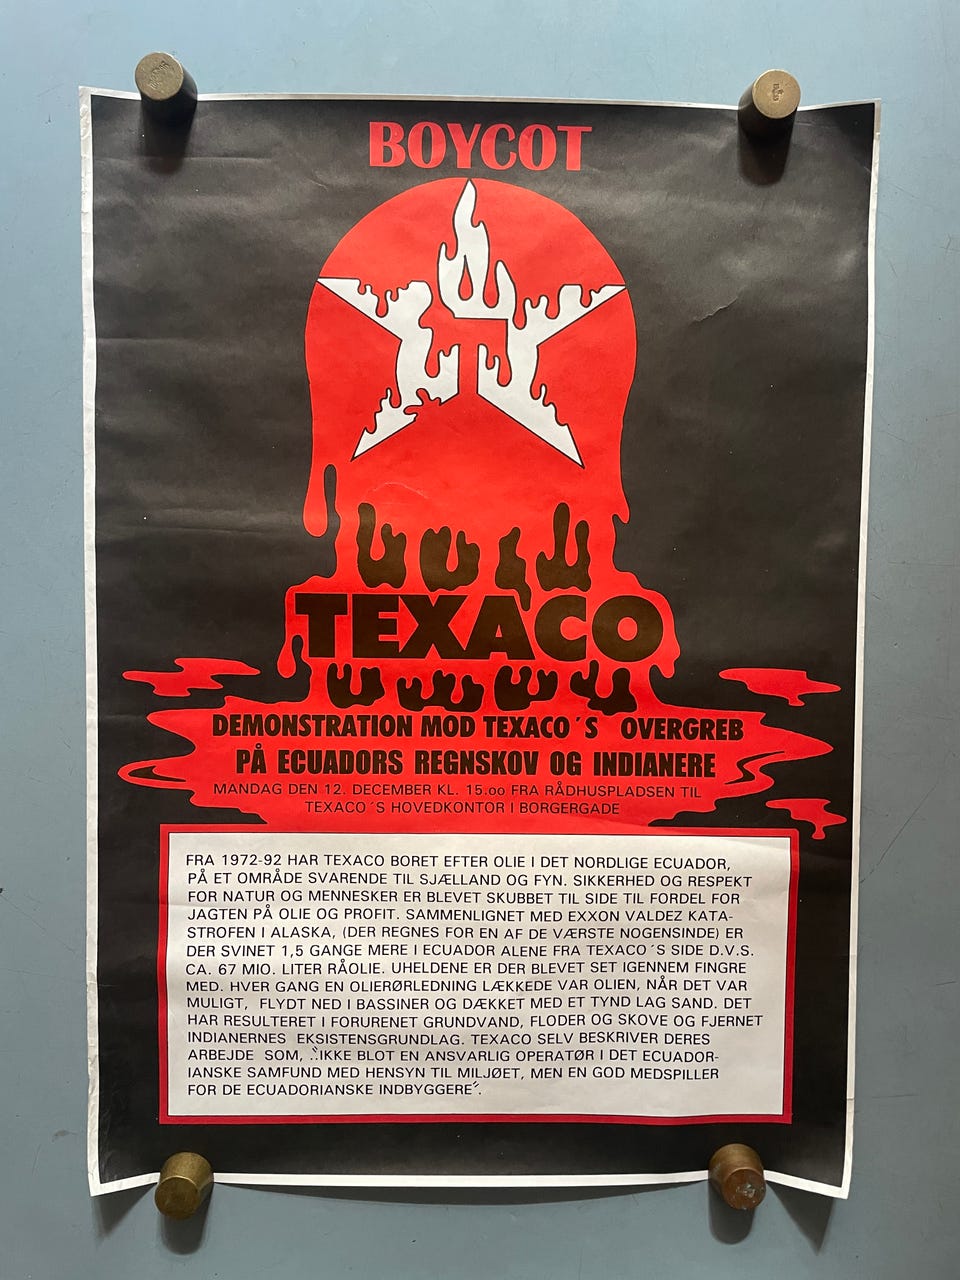 BOYCOT
T
TEXACO
DEMONSTRATION MOD TEXACO´S OVERGREB
PÅ ECUADORS REGNSKOV OG INDIANERE
MANDAG DEN 12. DECEMBER KL. 15.00 FRA RÅDHUSPLADSEN TIL
TEXACO´S HOVEDKONTOR I BORGERGADE
FRA 1972-92 HAR TEXACO BORET EFTER OLIE I DET NORDLIGE ECUADOR,
PÅ ET OMRÅDE SVARENDE TIL SJÆLLAND OG FYN. SIKKERHED OG RESPEKT
FOR NATUR OG MENNESKER ER BLEVET SKUBBET TIL SIDE TIL FORDEL FOR
JAGTEN PÅ OLIE OG PROFIT. SAMMENLIGNET MED EXXON VALDEZ KATA-
STROFEN I ALASKA, (DER REGNES FOR EN AF DE VÆRSTE NOGENSINDE) ER
DER SVINET 1,5 GANGE MERE I ECUADOR ALENE FRA TEXACO´S SIDE D.V.S.
CA. 67 MIO. LITER RÅOLIE. UHELDENE ER DER BLEVET SET IGENNEM FINGRE
MED. HVER GANG EN OLIERØRLEDNING LÆKKEDE VAR OLIEN, NÅR DET VAR
MULIGT, FLYDT NED I BASSINER OG DÆKKET MED ET TYND LAG SAND. DET
HAR RESULTERET I FORURENET GRUNDVAND, FLODER OG SKOVE OG FJERNET
INDIANERNES EKSISTENSGRUNDLAG. TEXACO SELV BESKRIVER DERES
ARBEJDE SOM, .."IKKE BLOT EN ANSVARLIG OPERATØR I DET ECUADOR-
IANSKE SAMFUND MED HENSYN TIL MILJØET, MEN EN GOD MEDSPILLER
FOR DE ECUADORIANSKE INDBYGGERE".